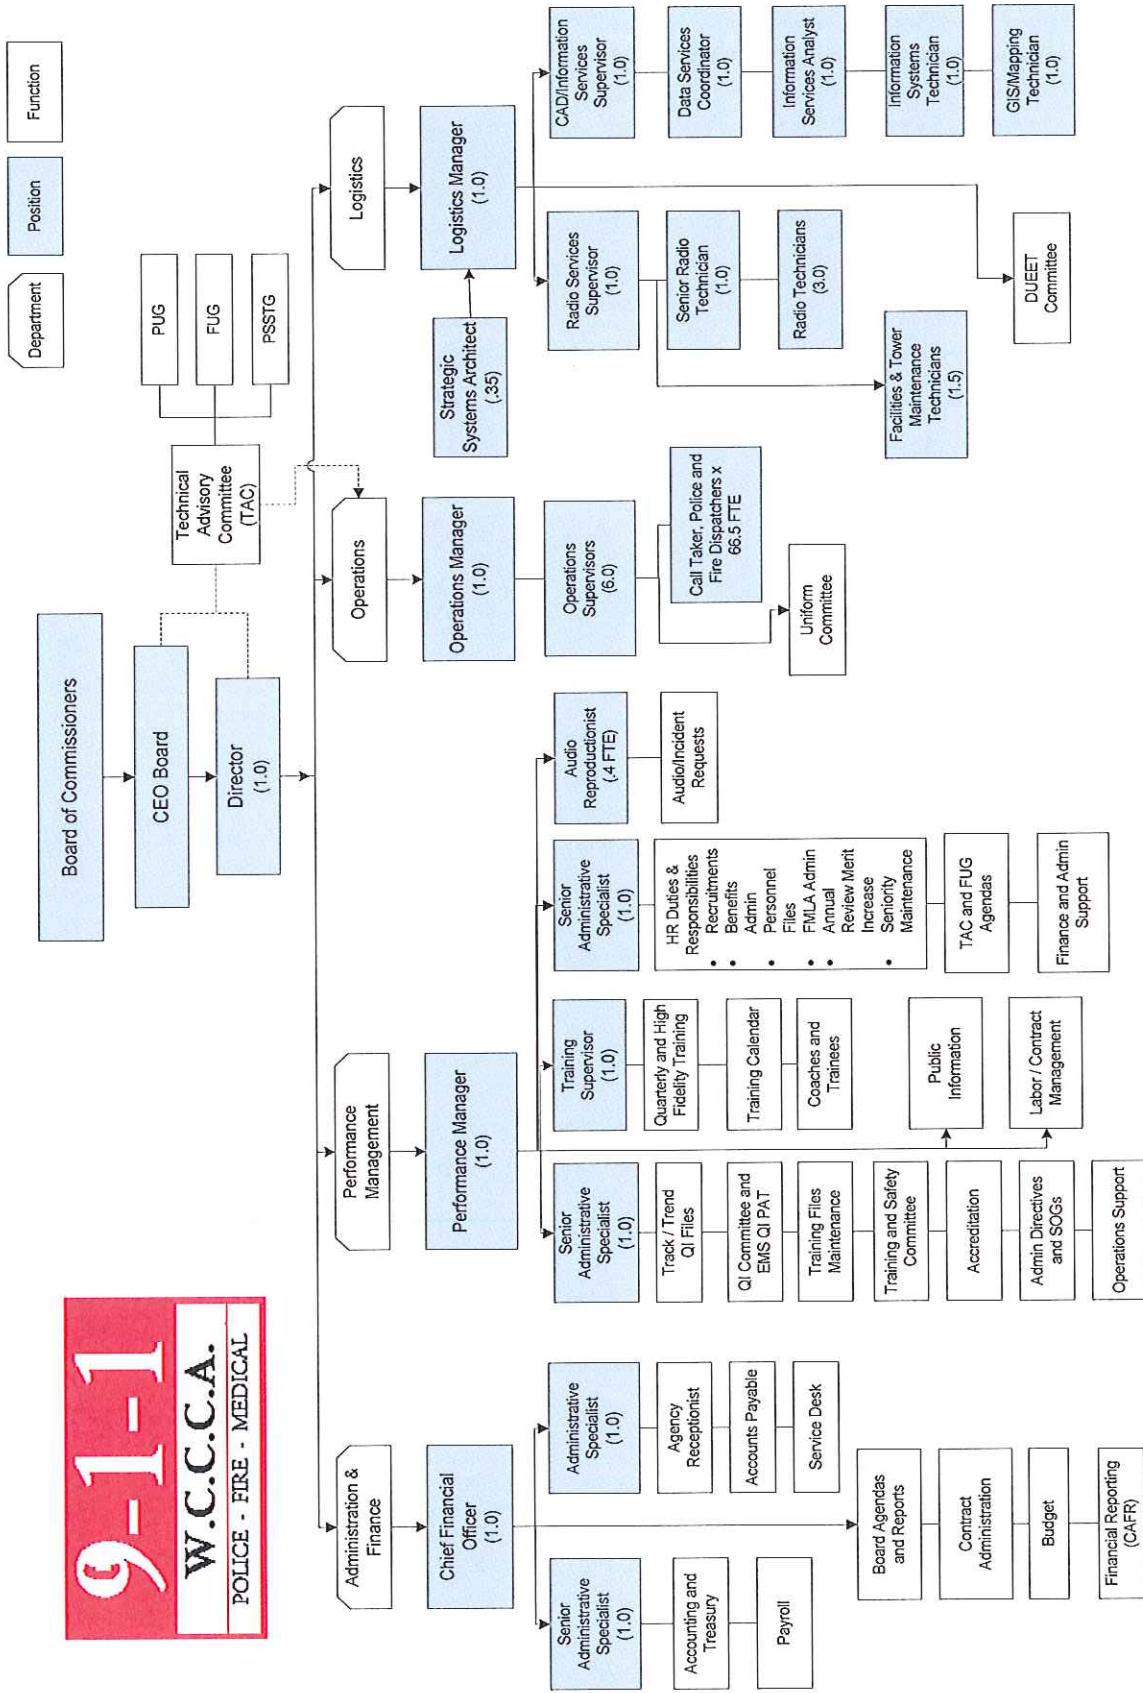 9-1-1
W.C.C.C.A.
POLICE - FIRE - MEDICAL
Department
Position
Function
Board of Commissioners
CEO Board
Director
(1.0)
Technical
Advisory
Committee
(TAC)
PUG
FUG
PSSTG
Administration &
Finance
Chief Financial
Officer
(1.0)
Senior
Administrative
Specialist
(1.0)
Accounting and
Treasury
Payroll
Administrative
Specialist
(1.0)
Agency
Receptionist
Accounts Payable
Service Desk
Board Agendas
and Reports
Contract
Administration
Budget
Financial Reporting
(CAFR)
Performance
Management
Performance Manager
(1.0)
Senior
Administrative
Specialist
(1.0)
Track / Trend
QI Files
QI Committee and
EMS QI PAT
Training Files
Maintenance
Training and Safety
Committee
Accreditation
Admin Directives
and SOGs
Operations Support
Training
Supervisor
(1.0)
Quarterly and High
Fidelity Training
Training Calendar
Coaches and
Trainees
Public
Information
Labor / Contract
Management
Senior
Administrative
Specialist
(1.0)
HR Duties &
Responsibilities
• Recruitments
• Benefits
Admin
• Personnel
Files
• FMLA Admin
• Annual
Review Merit
Increase
• Seniority
Maintenance
TAC and FUG
Agendas
Finance and Admin
Support
Audio
Reproductionist
(.4 FTE)
Audio/Incident
Requests
Operations
Operations Manager
(1.0)
Operations
Supervisors
(6.0)
Call Taker, Police and
Fire Dispatchers x
66.5 FTE
Uniform
Committee
Logistics
Strategic
Systems Architect
(.35)
Logistics Manager
(1.0)
Radio Services
Supervisor
(1.0)
Senior Radio
Technician
(1.0)
Radio Technicians
(3.0)
Facilities & Tower
Maintenance
Technicians
(1.5)
DUEET
Committee
CAD/Information
Services
Supervisor
(1.0)
Data Services
Coordinator
(1.0)
Information
Services Analyst
(1.0)
Information
Systems
Technician
(1.0)
GIS/Mapping
Technician
(1.0)